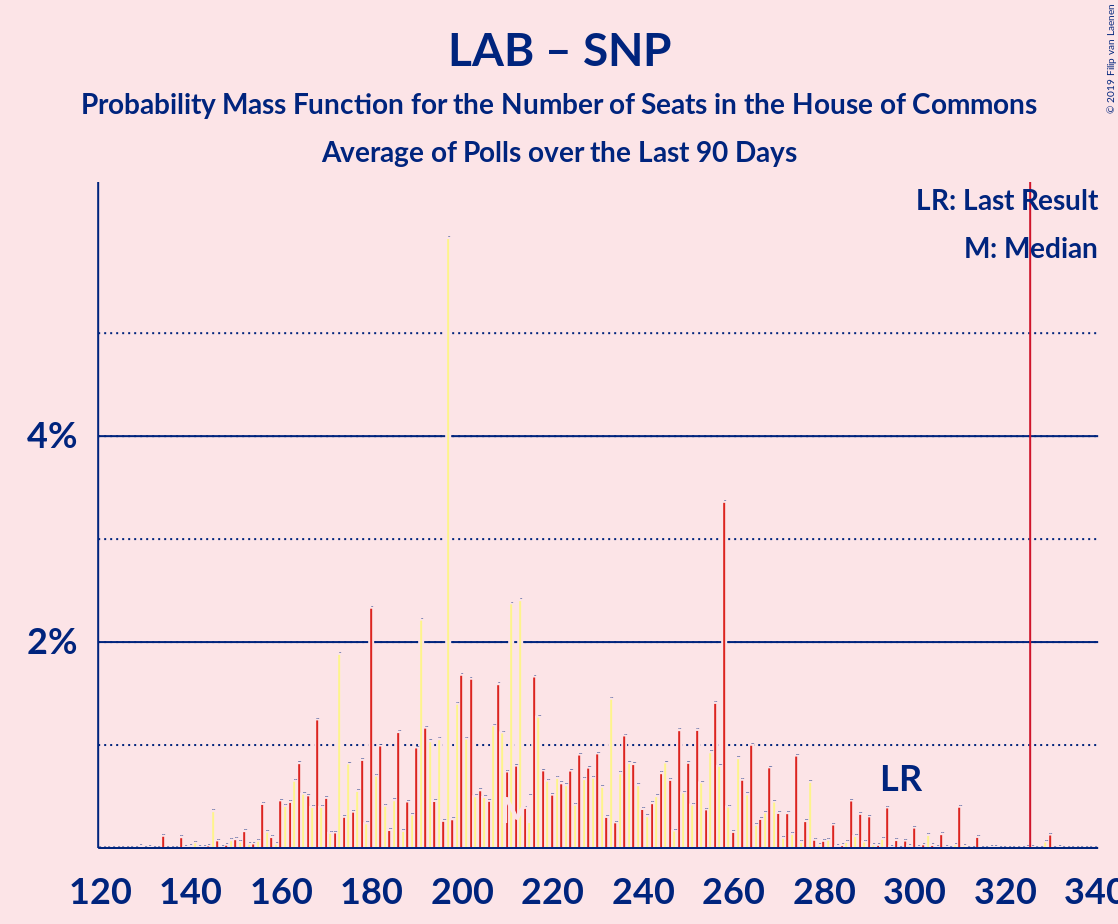 LAB – SNP
Probability Mass Function for the Number of Seats in the House of Commons
Average of Polls over the Last 90 Days
© 2019 Filip van Laenen
LR: Last Result
M: Median
4%
2%
LR
M
120 140 160 180 200 220 240 260 280 300 320 340